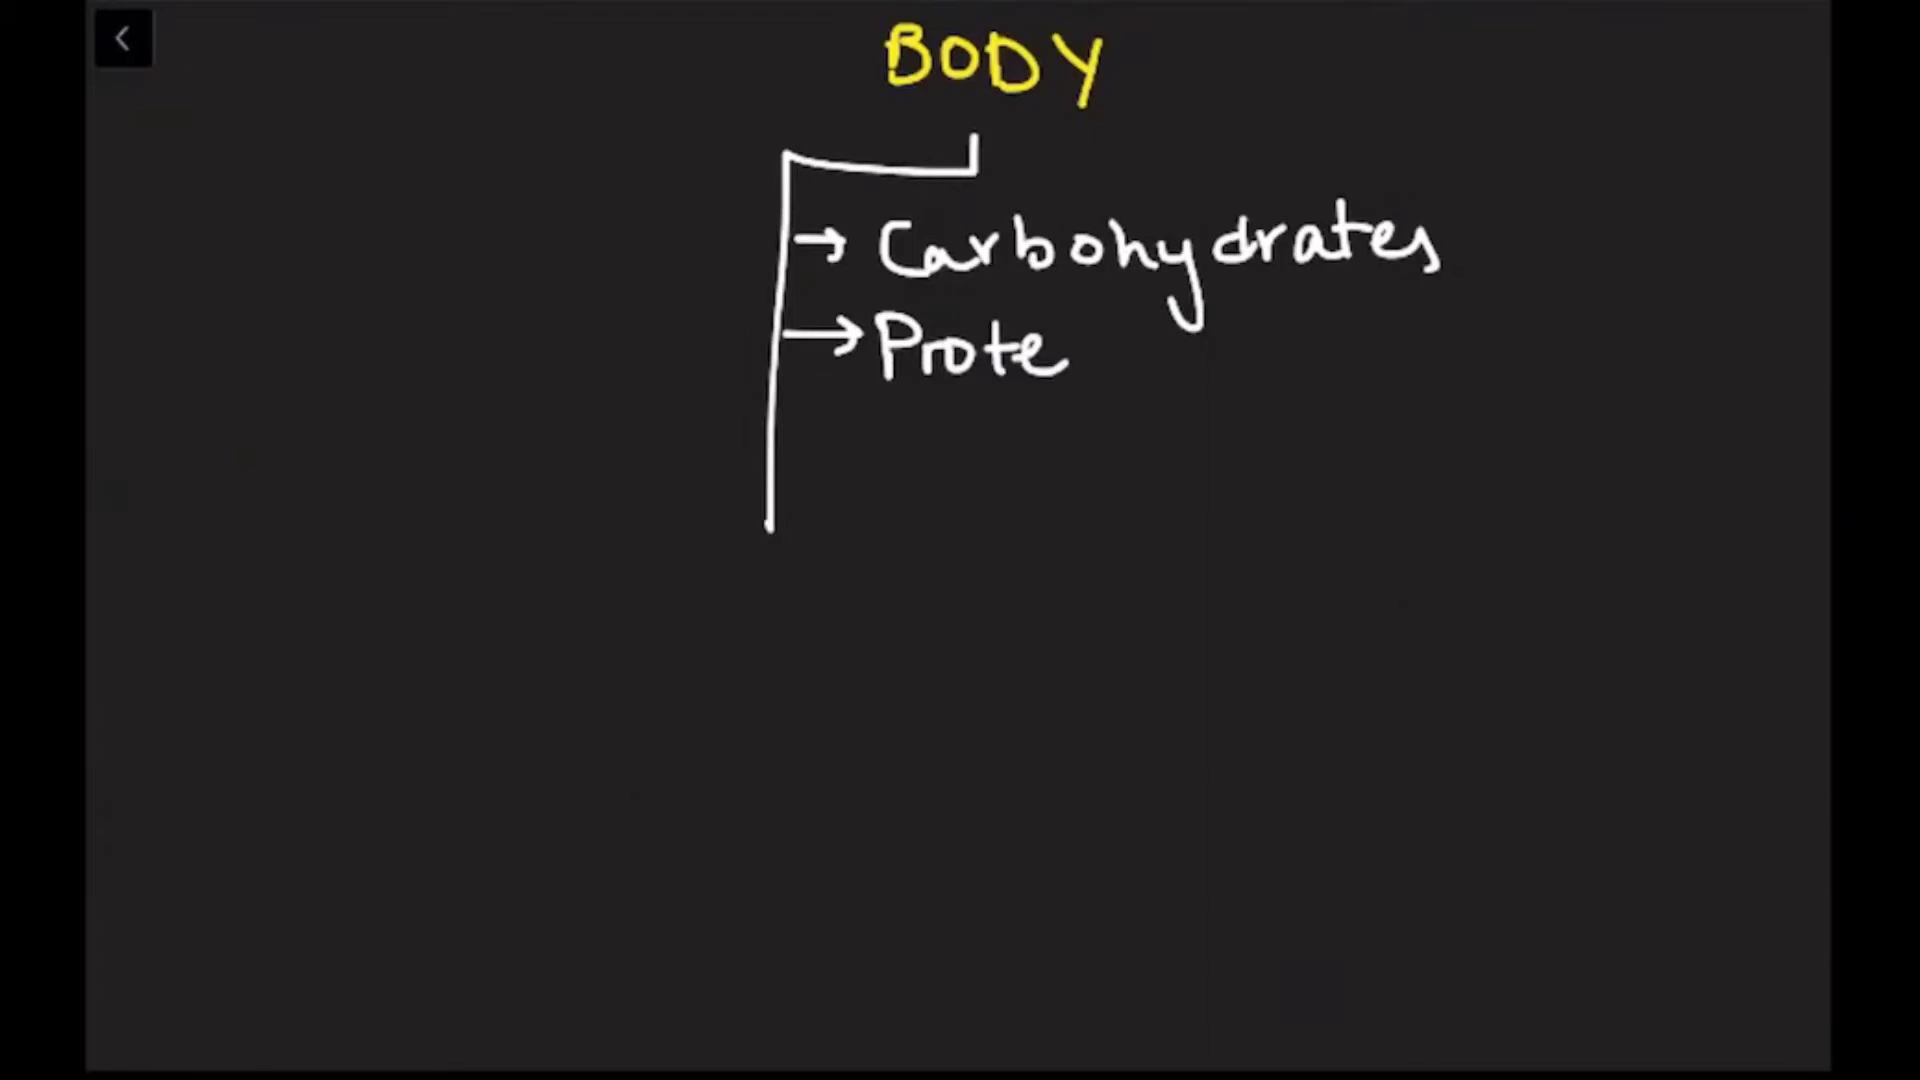 BODY
→ Carbohydrates
→ Prote